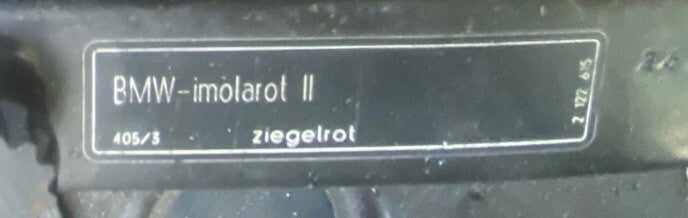 BMW-imolarot II
405/3 ziegelrot
2 122 615